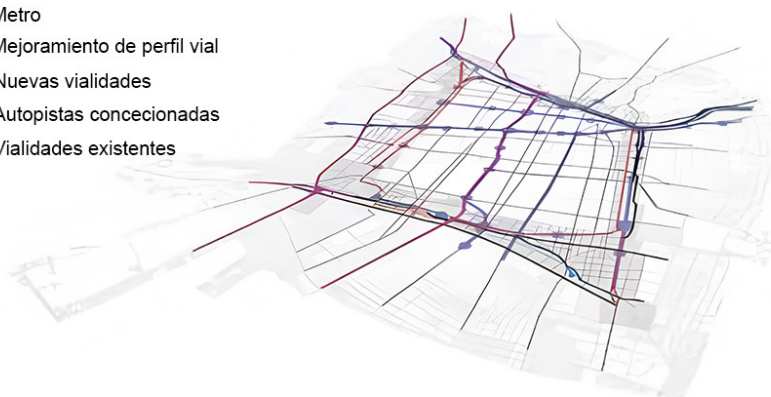 Metro
Mejoramiento de perfil vial
Nuevas vialidades
Autopistas concecionadas
Vialidades existentes